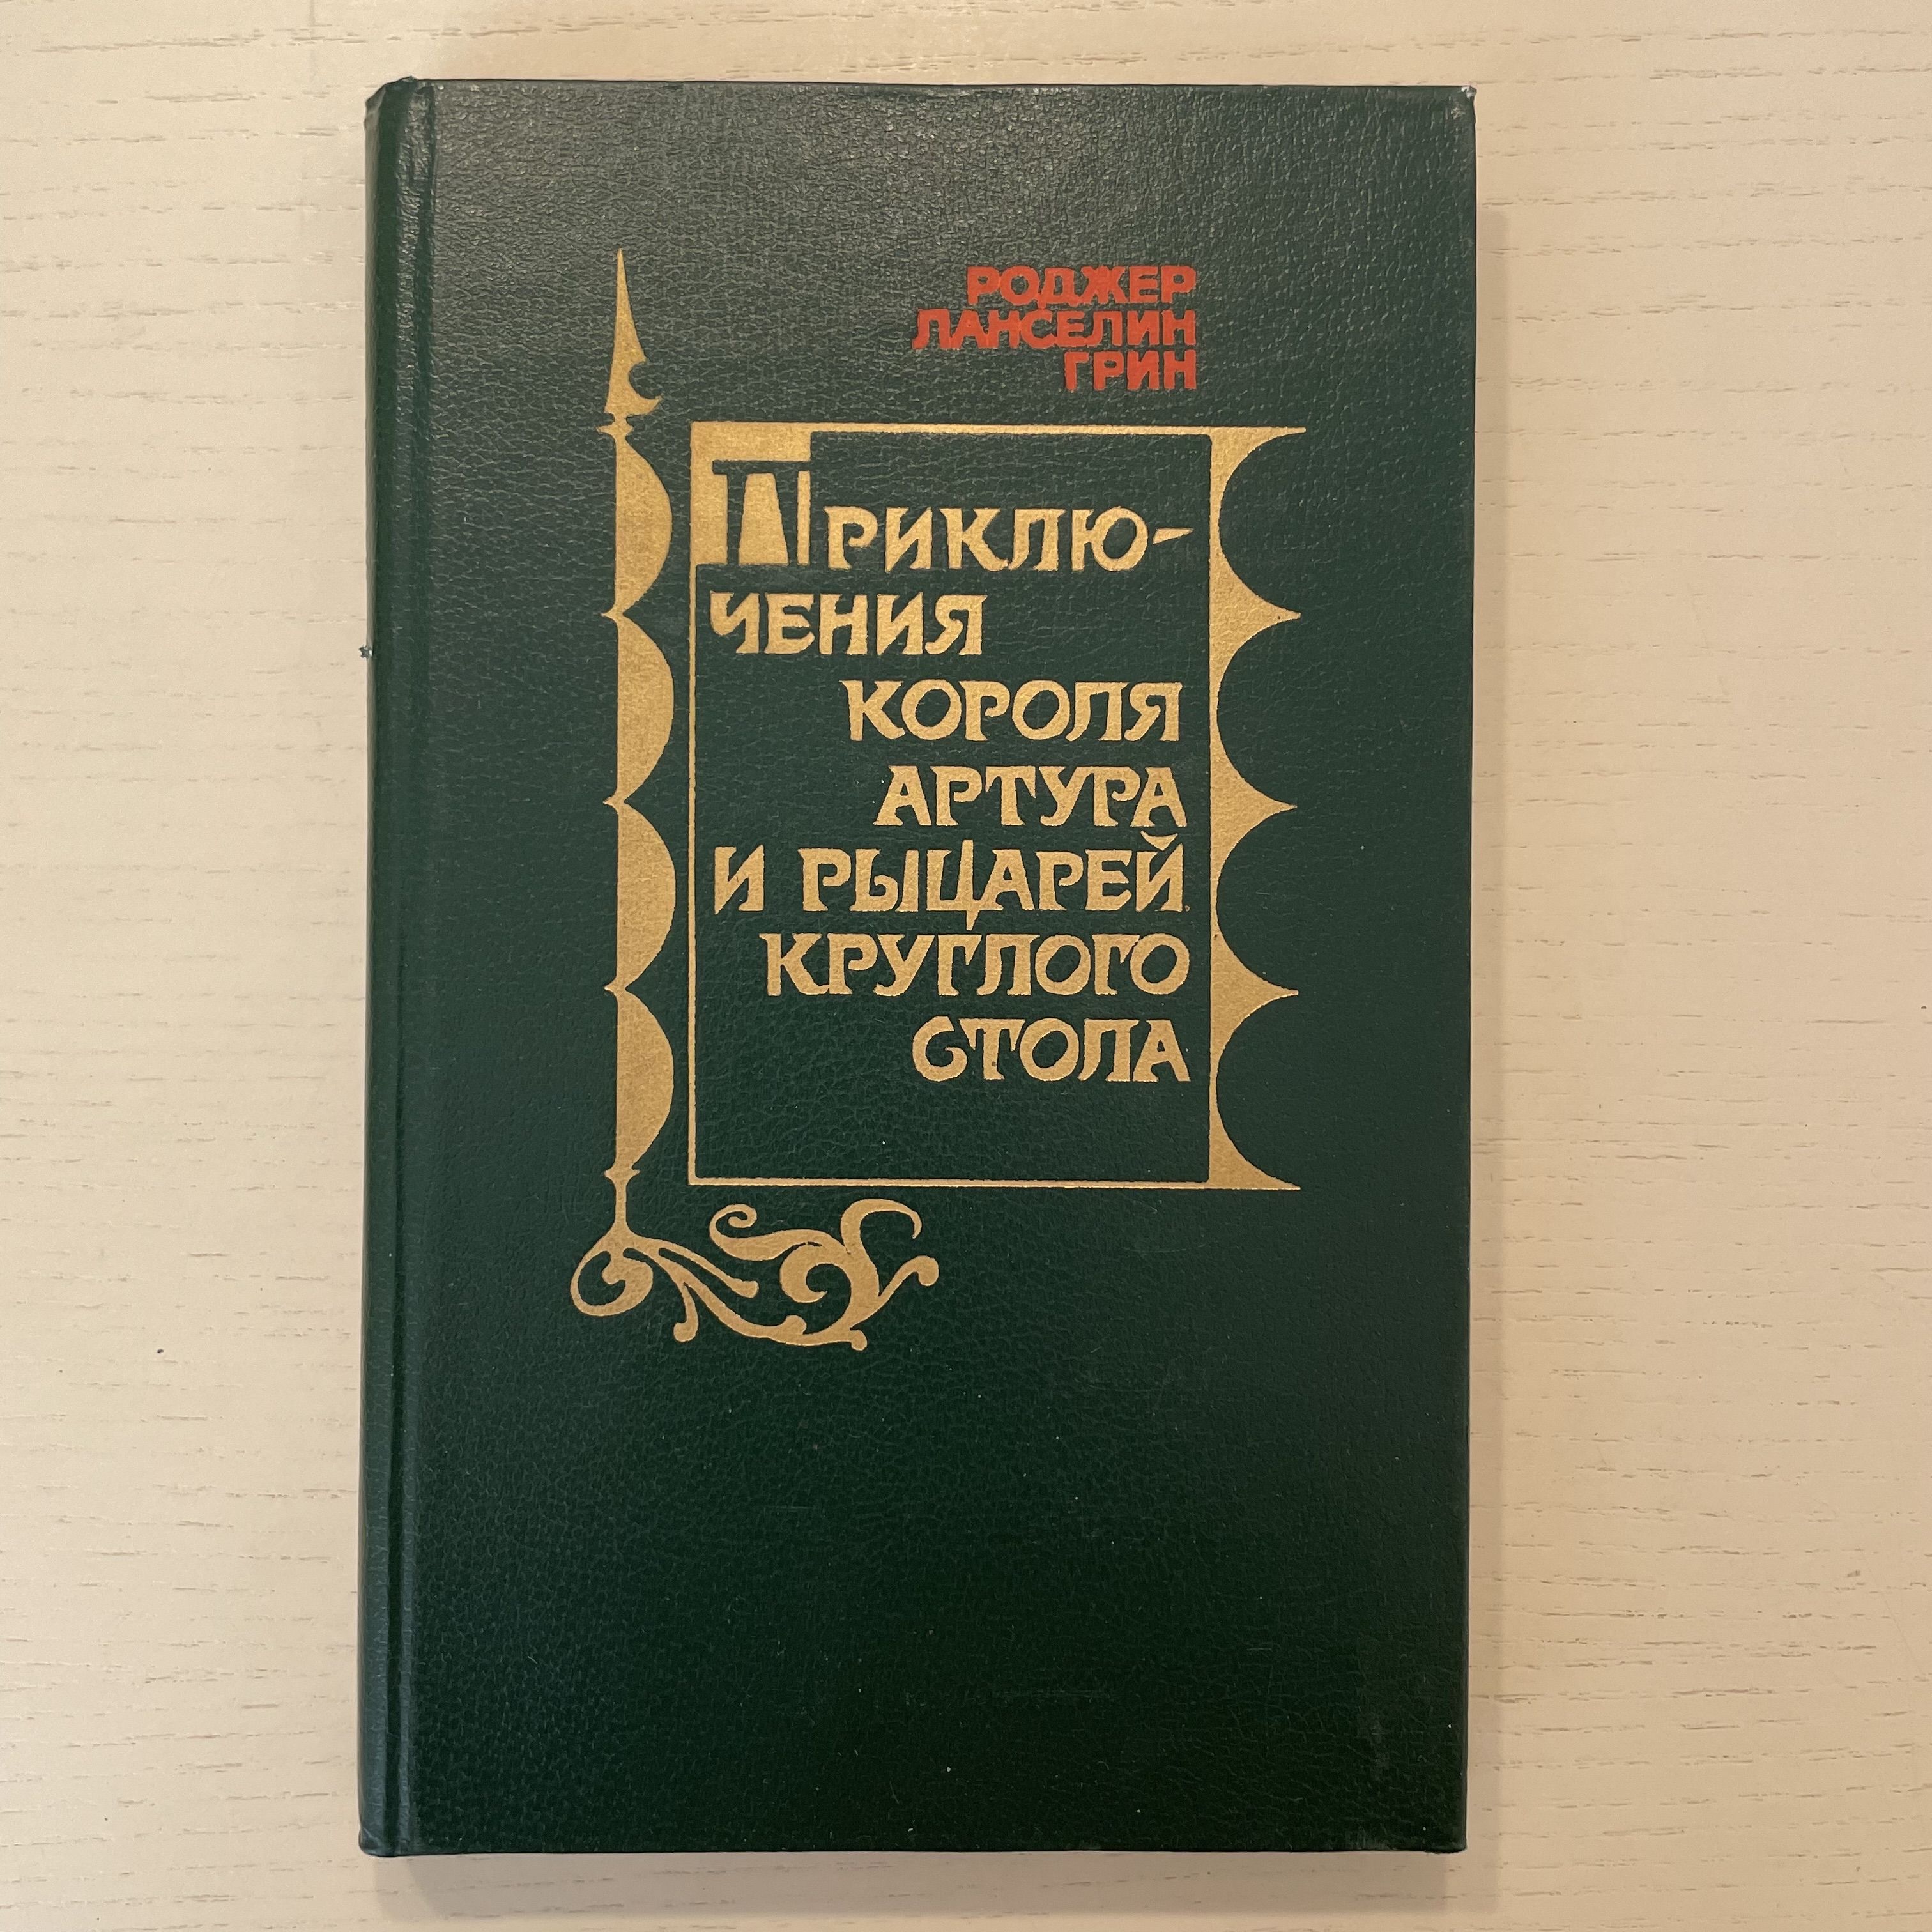 РОДЖЕР
ЛАНСЕЛИН
ГРИН
ПРИКЛЮ-
ЧЕНИЯ
КОРОЛЯ
АРТУРА
И РЫЦАРЕЙ
КРУГЛОГО
СТОЛА